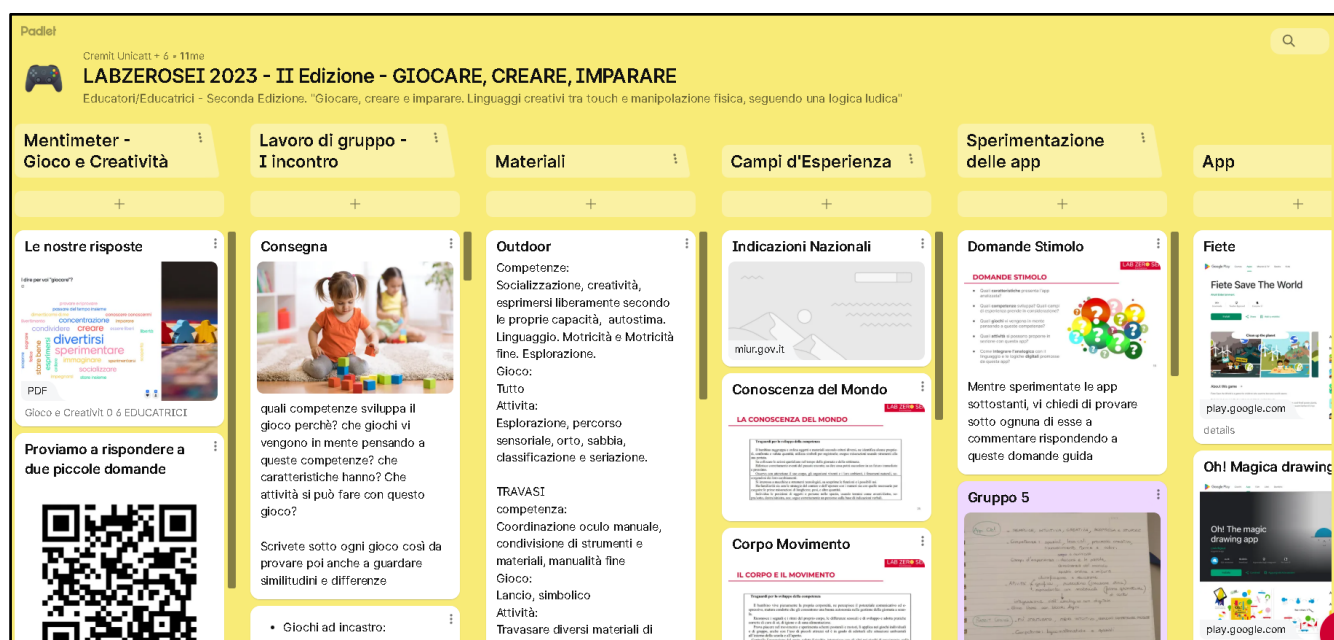 Padlet
Cremit Unicatt + 6 • 11me
LABZEROSEI 2023 - II Edizione - GIOCARE, CREARE, IMPARARE
Educatori/Educatrici - Seconda Edizione. "Giocare, creare e imparare. Linguaggi creativi tra touch e manipolazione fisica, seguendo una logica ludica"
Mentimeter -
Gioco e Creatività
Le nostre risposte
concentrazione
condividere creare
divertirsi
sperimentare
immaginare
socializzare
PDF
Gioco e Creativit 0 6 EDUCATRICI
Proviamo a rispondere a
due piccole domande
Lavoro di gruppo -
I incontro
Consegna
quali competenze sviluppa il
gioco perchè? che giochi vi
vengono in mente pensando a
queste competenze? che
caratteristiche hanno? Che
attività si può fare con questo
gioco?
Scrivete sotto ogni gioco così da
provare poi anche a guardare
similitudini e differenze
• Giochi ad incastro:
Materiali
Outdoor
Competenze:
Socializzazione, creatività,
esprimersi liberamente secondo
le proprie capacità, autostima.
Linguaggio. Motricità e Motricità
fine. Esplorazione.
Gioco:
Tutto
Attivita:
Esplorazione, percorso
sensoriale, orto, sabbia,
classificazione e seriazione.
TRAVASI
competenza:
Coordinazione oculo manuale,
condivisione di strumenti e
materiali, manualità fine
Gioco:
Lancio, simbolico
Attività:
Travasare diversi materiali di
Campi d'Esperienza
Indicazioni Nazionali
miur.gov.it
Conoscenza del Mondo
LAB ZERO SEI
LA CONOSCENZA DEL MONDO
Corpo Movimento
LAB ZERO SEI
IL CORPO E IL MOVIMENTO
Sperimentazione
delle app
Domande Stimolo
LAB ZERO SEI
DOMANDE STIMOLO
Mentre sperimentate le app
sottostanti, vi chiedi di provare
sotto ognuna di esse a
commentare rispondendo a
queste domande guida
Gruppo 5
App
Fiete
Google Play
Fiete Save The World
play.google.com
details
Oh! Magica drawing
Oh! The magic
drawing app
play.google.com